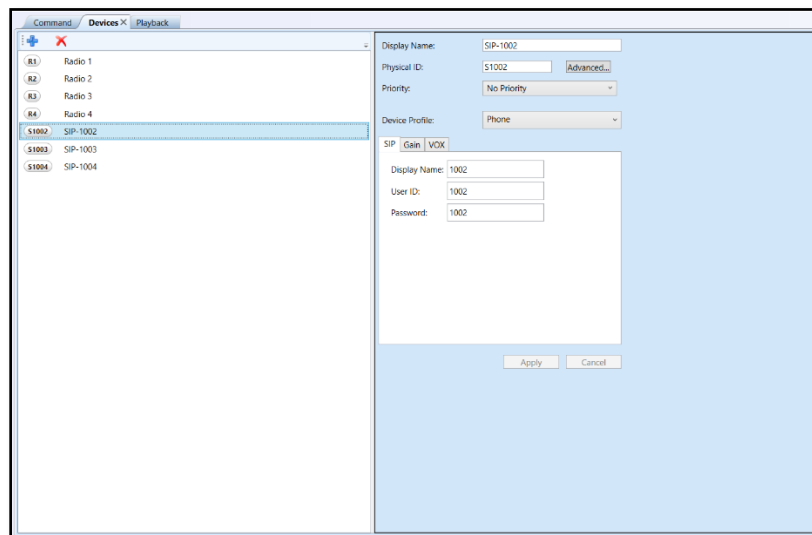 Command Devices X Playback
R1 Radio 1
R2 Radio 2
R3 Radio 3
R4 Radio 4
S1002 SIP-1002
S1003 SIP-1003
S1004 SIP-1004
Display Name: SIP-1002
Physical ID: S1002 Advanced...
Priority: No Priority
Device Profile: Phone
SIP Gain VOX
Display Name: 1002
User ID: 1002
Password: 1002
Apply Cancel